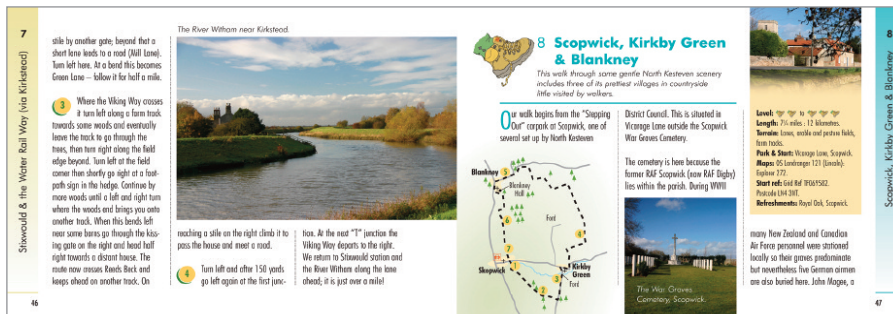 7
Stixwould & the Water Rail Way (via Kirkstead)
stile by another gate; beyond that a
short lane leads to a road (Mill Lane).
Turn left here. At a bend this becomes
Green Lane – follow it for half a mile.
3 Where the Viking Way crosses
it turn left along a farm track
towards some woods and eventually
leave the track to go through the
trees, then turn right along the field
edge beyond. Turn left at the field
corner then shortly go right at a foot-
path sign in the hedge. Continue by
more woods until a left and right turn
where the woods end brings you onto
another track. When this bends left
near some barns go through the kiss-
ing gate on the right and head half
right towards a distant house. The
route now crosses Reeds Beck and
keeps ahead on another track. On
46
The River Witham near Kirkstead.
reaching a stile on the right climb it to
pass the house and meet a road.
4 Turn left and after 150 yards
go left again at the first junc-
tion. At the next "T" junction the
Viking Way departs to the right.
We return to Stixwould station and
the River Witham along the lane
ahead; it is just over a mile!
8 Scopwick, Kirkby Green
& Blankney
This walk through some gentle North Kesteven scenery
includes three of its prettiest villages in countryside
little visited by walkers.
Our walk begins from the "Stepping
Out" carpark at Scopwick, one of
several set up by North Kesteven
Blankney
5
Blankney
Hall
Ford
6
4
7
Scopwick
1
Kirkby
Green
3
Ford
2
District Council. This is situated in
Vicarage Lane outside the Scopwick
War Graves Cemetery.
The cemetery is here because the
former RAF Scopwick (now RAF Digby)
lies within the parish. During WWII
The War Graves
Cemetery, Scopwick.
Level: to
Length: 7½ miles : 12 kilometres.
Terrain: Lanes, arable and pasture fields,
farm tracks.
Park & Start: Vicarage Lane, Scopwick.
Maps: OS Landranger 121 (Lincoln);
Explorer 272.
Start ref: Grid Ref TF069582.
Postcode LN4 3NT.
Refreshments: Royal Oak, Scopwick.
many New Zealand and Canadian
Air Force personnel were stationed
locally so their graves predominate
but nevertheless five German airmen
are also buried here. John Magee, a
8
Scopwick, Kirkby Green & Blankney
47